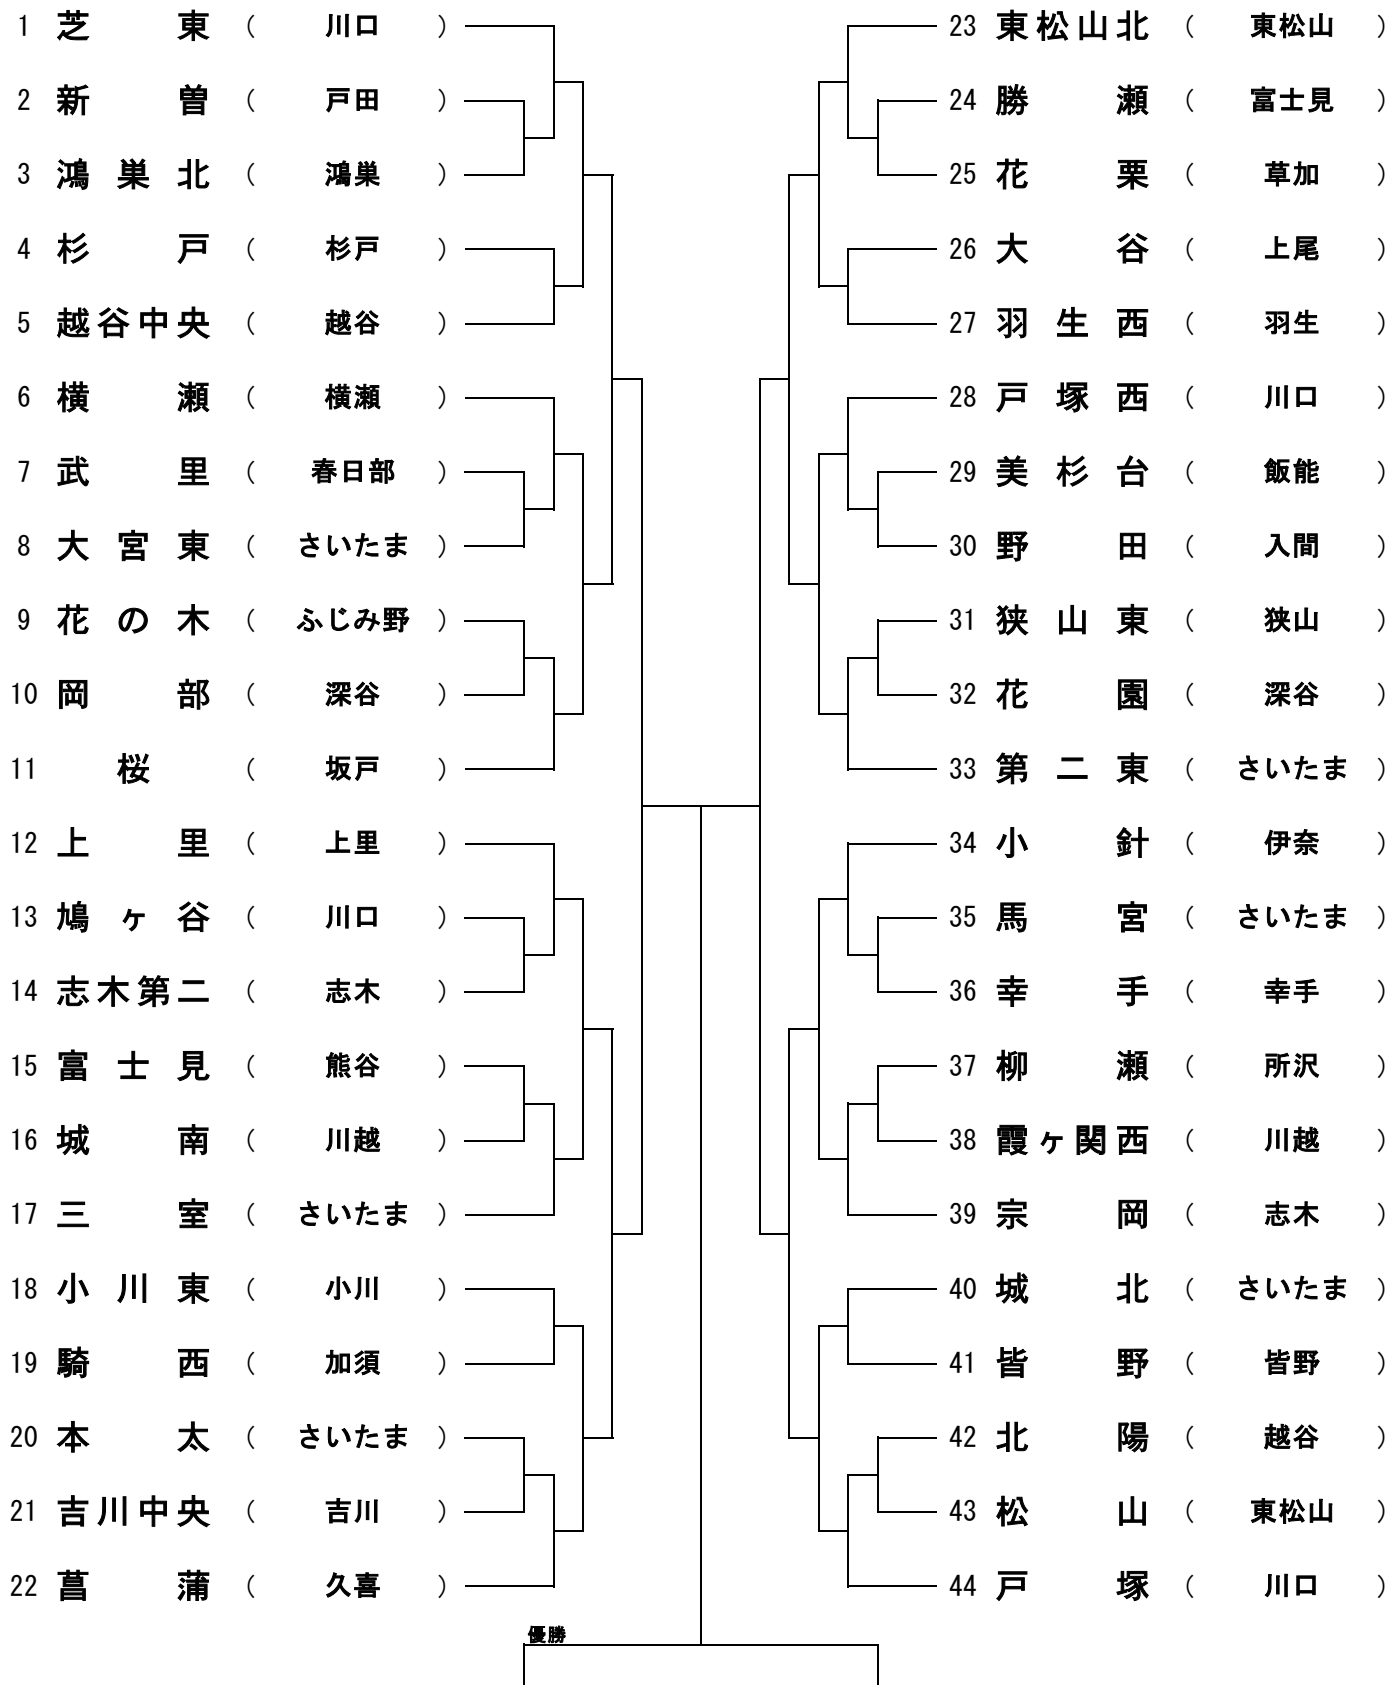 1 芝東（川口）
2 新曽（戸田）
3 鴻巣北（鴻巣）
4 杉戸（杉戸）
5 越谷中央（越谷）
6 横瀬（横瀬）
7 武里（春日部）
8 大宮東（さいたま）
9 花の木（ふじみ野）
10 岡部（深谷）
11 桜（坂戸）
12 上里（上里）
13 鳩ヶ谷（川口）
14 志木第二（志木）
15 富士見（熊谷）
16 城南（川越）
17 三室（さいたま）
18 小川東（小川）
19 騎西（加須）
20 本太（さいたま）
21 吉川中央（吉川）
22 菖蒲（久喜）
23 東松山北（東松山）
24 勝瀬（富士見）
25 花栗（草加）
26 大谷（上尾）
27 羽生西（羽生）
28 戸塚西（川口）
29 美杉台（飯能）
30 野田（入間）
31 狭山東（狭山）
32 花園（深谷）
33 第二東（さいたま）
34 小針（伊奈）
35 馬宮（さいたま）
36 幸手（幸手）
37 柳瀬（所沢）
38 霞ヶ関西（川越）
39 宗岡（志木）
40 城北（さいたま）
41 皆野（皆野）
42 北陽（越谷）
43 松山（東松山）
44 戸塚（川口）
優勝